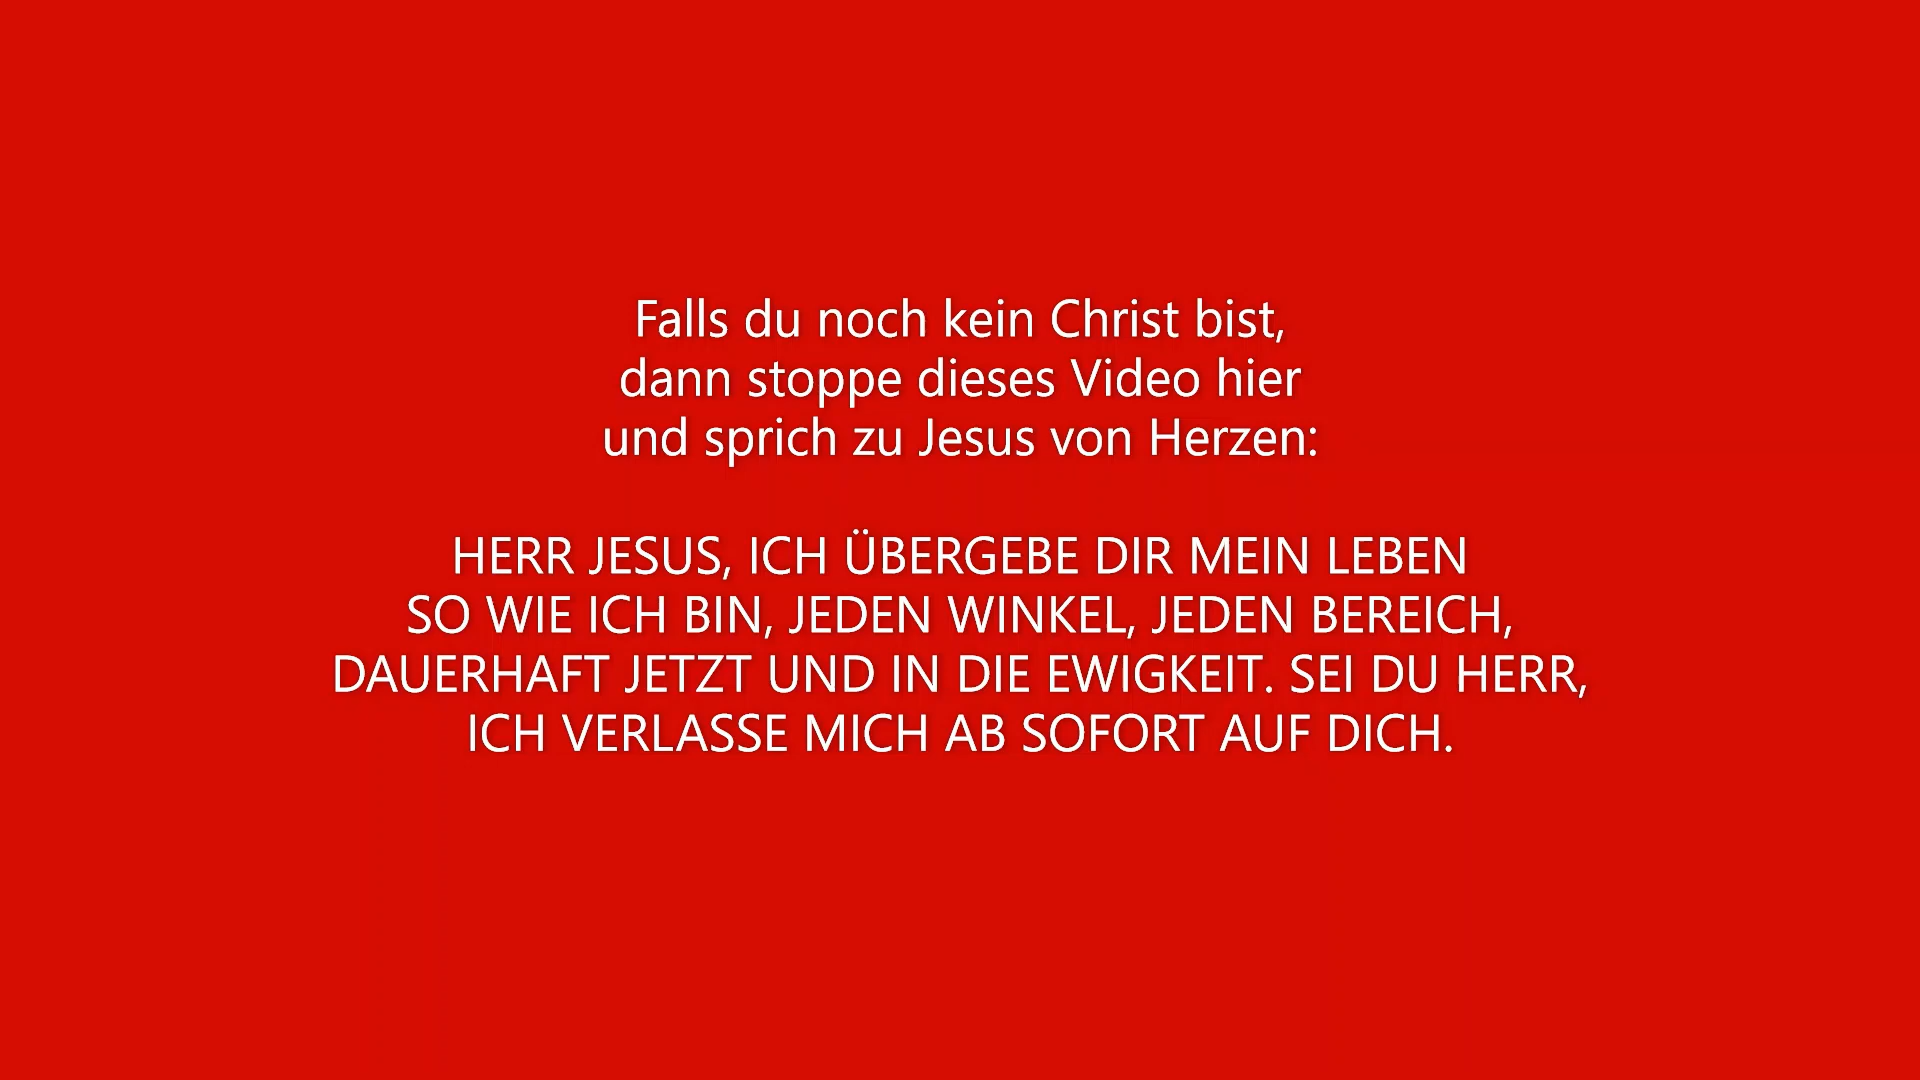 Falls du noch kein Christ bist,
dann stoppe dieses Video hier
und sprich zu Jesus von Herzen:
HERR JESUS, ICH ÜBERGEBE DIR MEIN LEBEN
SO WIE ICH BIN, JEDEN WINKEL, JEDEN BEREICH,
DAUERHAFT JETZT UND IN DIE EWIGKEIT. SEI DU HERR,
ICH VERLASSE MICH AB SOFORT AUF DICH.